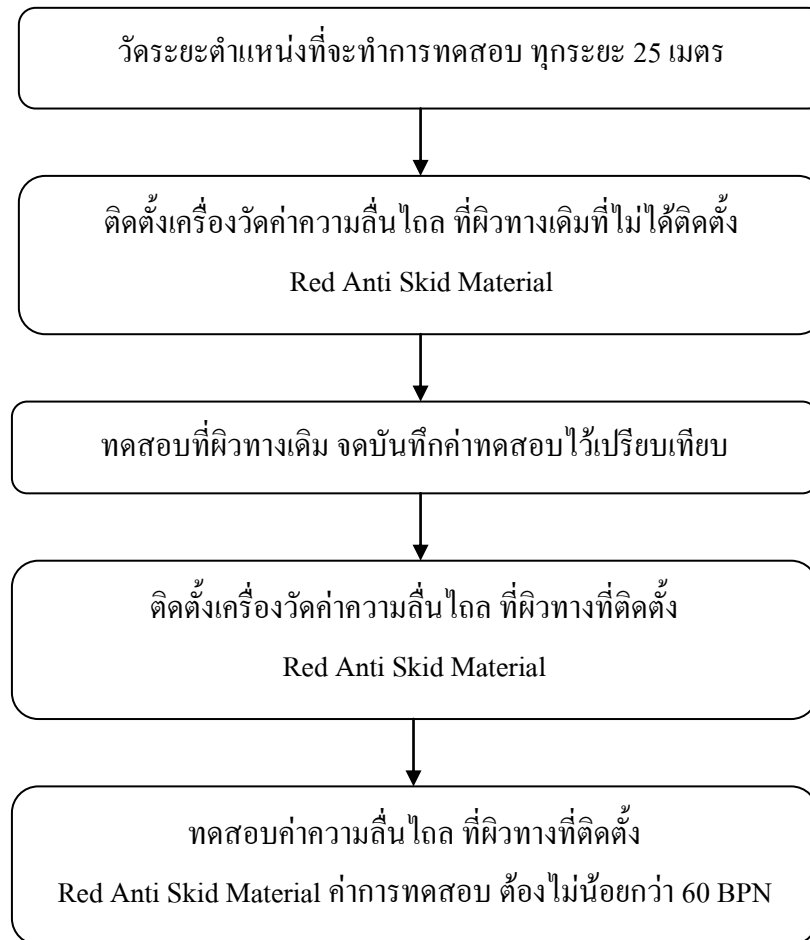 วัดระยะตำแหน่งที่จะทำการทดสอบ ทุกระยะ 25 เมตร
ติดตั้งเครื่องวัดค่าความลื่นไถล ที่ผิวทางเดิมที่ไม่ได้ติดตั้ง
Red Anti Skid Material
ทดสอบที่ผิวทางเดิม จดบันทึกค่าทดสอบไว้เปรียบเทียบ
ติดตั้งเครื่องวัดค่าความลื่นไถล ที่ผิวทางที่ติดตั้ง
Red Anti Skid Material
ทดสอบค่าความลื่นไถล ที่ผิวทางที่ติดตั้ง
Red Anti Skid Material ค่าการทดสอบ ต้องไม่น้อยกว่า 60 BPN